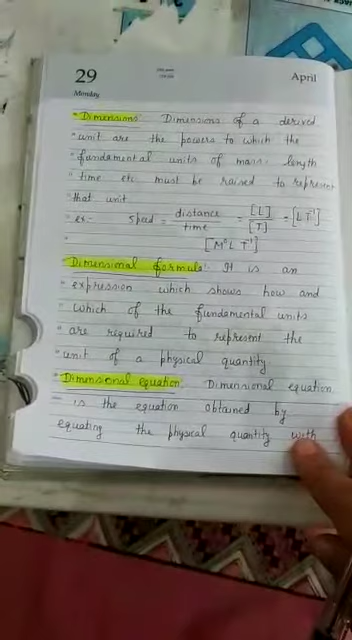 29
Monday
April
Dimensions: Dimensions of a derived
unit are the powers to which the
fundamental units of mass, length
time etc must be raised to represent
that unit
ex- Speed = distance/time = [L]/[T] = [LT⁻¹]
[M⁰L T⁻¹]
Dimensional formula: It is an
expression which shows how and
which of the fundamental units
are required to represent the
unit of a physical quantity
Dimensional equation: Dimensional equation
is the equation obtained by
equating the physical quantity with